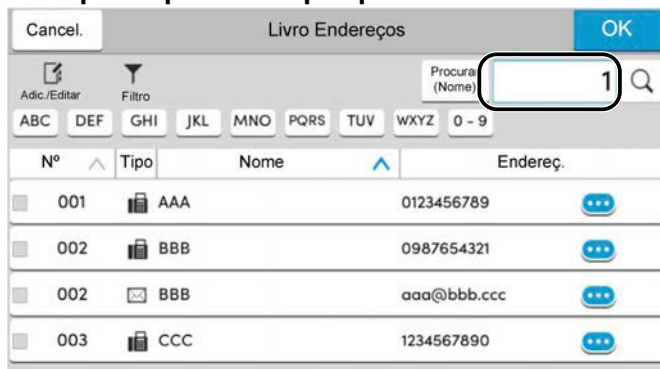 Cancel. Livro Endereços OK
Adic./Editar Filtro Procurar (Nome) 1
ABC DEF GHI JKL MNO PQRS TUV WXYZ 0 - 9
Nº Tipo Nome Endereç.
001 AAA 0123456789
002 BBB 0987654321
002 BBB aaa@bbb.ccc
003 CCC 1234567890